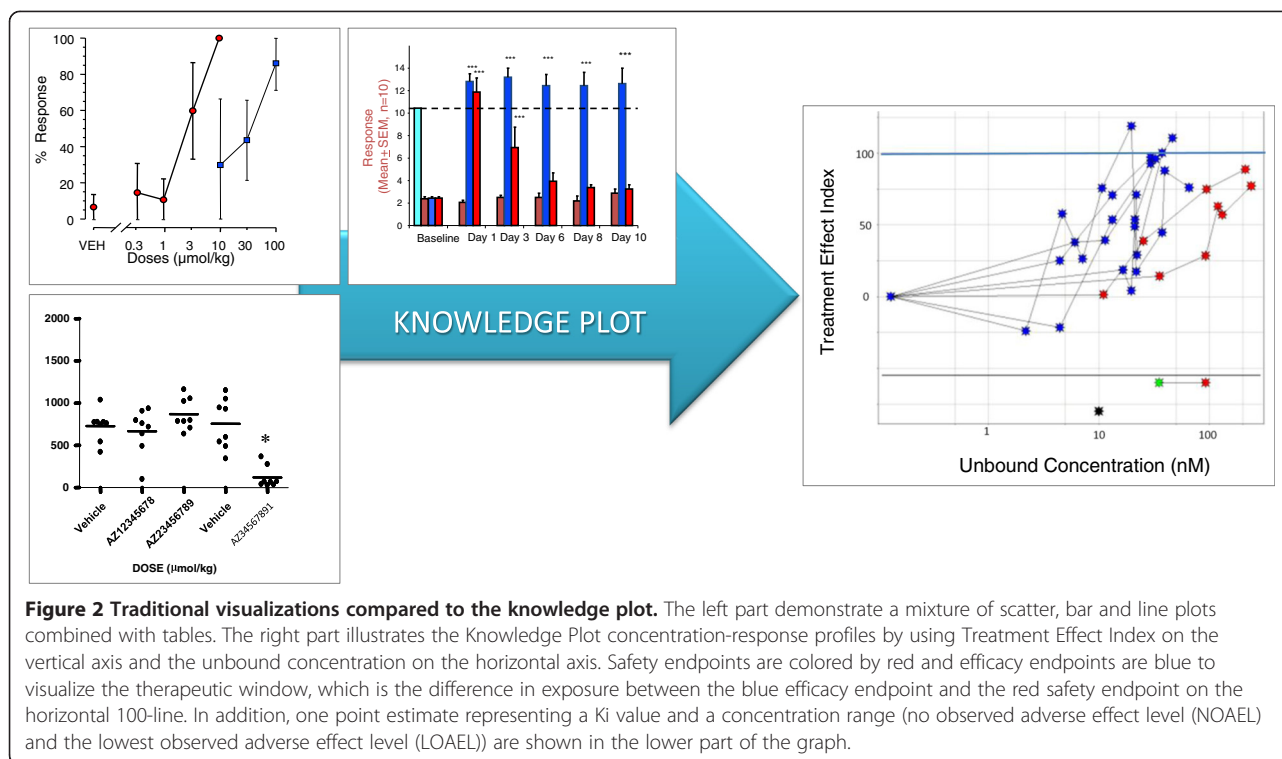 100
80
60
40
20
0
% Response
VEH 0.3 1 3 10 30 100
Doses (µmol/kg)
14
12
10
8
6
4
2
0
Response
(Mean±SEM, n=10)
*** *** *** *** *** *** ***
Baseline Day 1 Day 3 Day 6 Day 8 Day 10
2000
1500
1000
500
0
*
Vehicle AZ12345678 AZ23456789 Vehicle AZ34567891
DOSE (µmol/kg)
KNOWLEDGE PLOT
100
50
0
Treatment Effect Index
1 10 100
Unbound Concentration (nM)
Figure 2 Traditional visualizations compared to the knowledge plot. The left part demonstrate a mixture of scatter, bar and line plots
combined with tables. The right part illustrates the Knowledge Plot concentration-response profiles by using Treatment Effect Index on the
vertical axis and the unbound concentration on the horizontal axis. Safety endpoints are colored by red and efficacy endpoints are blue to
visualize the therapeutic window, which is the difference in exposure between the blue efficacy endpoint and the red safety endpoint on the
horizontal 100-line. In addition, one point estimate representing a Ki value and a concentration range (no observed adverse effect level (NOAEL)
and the lowest observed adverse effect level (LOAEL)) are shown in the lower part of the graph.